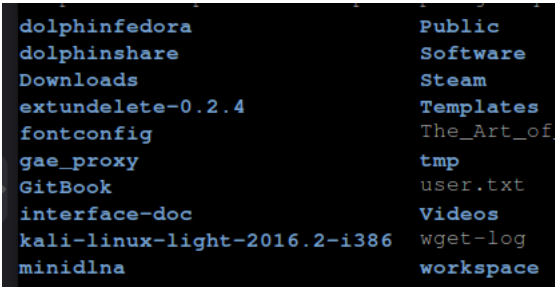 dolphinfedora Public
dolphinshare Software
Downloads Steam
extundelete-0.2.4 Templates
fontconfig The_Art_of_
gae_proxy tmp
GitBook user.txt
interface-doc Videos
kali-linux-light-2016.2-i386 wget-log
minidlna workspace